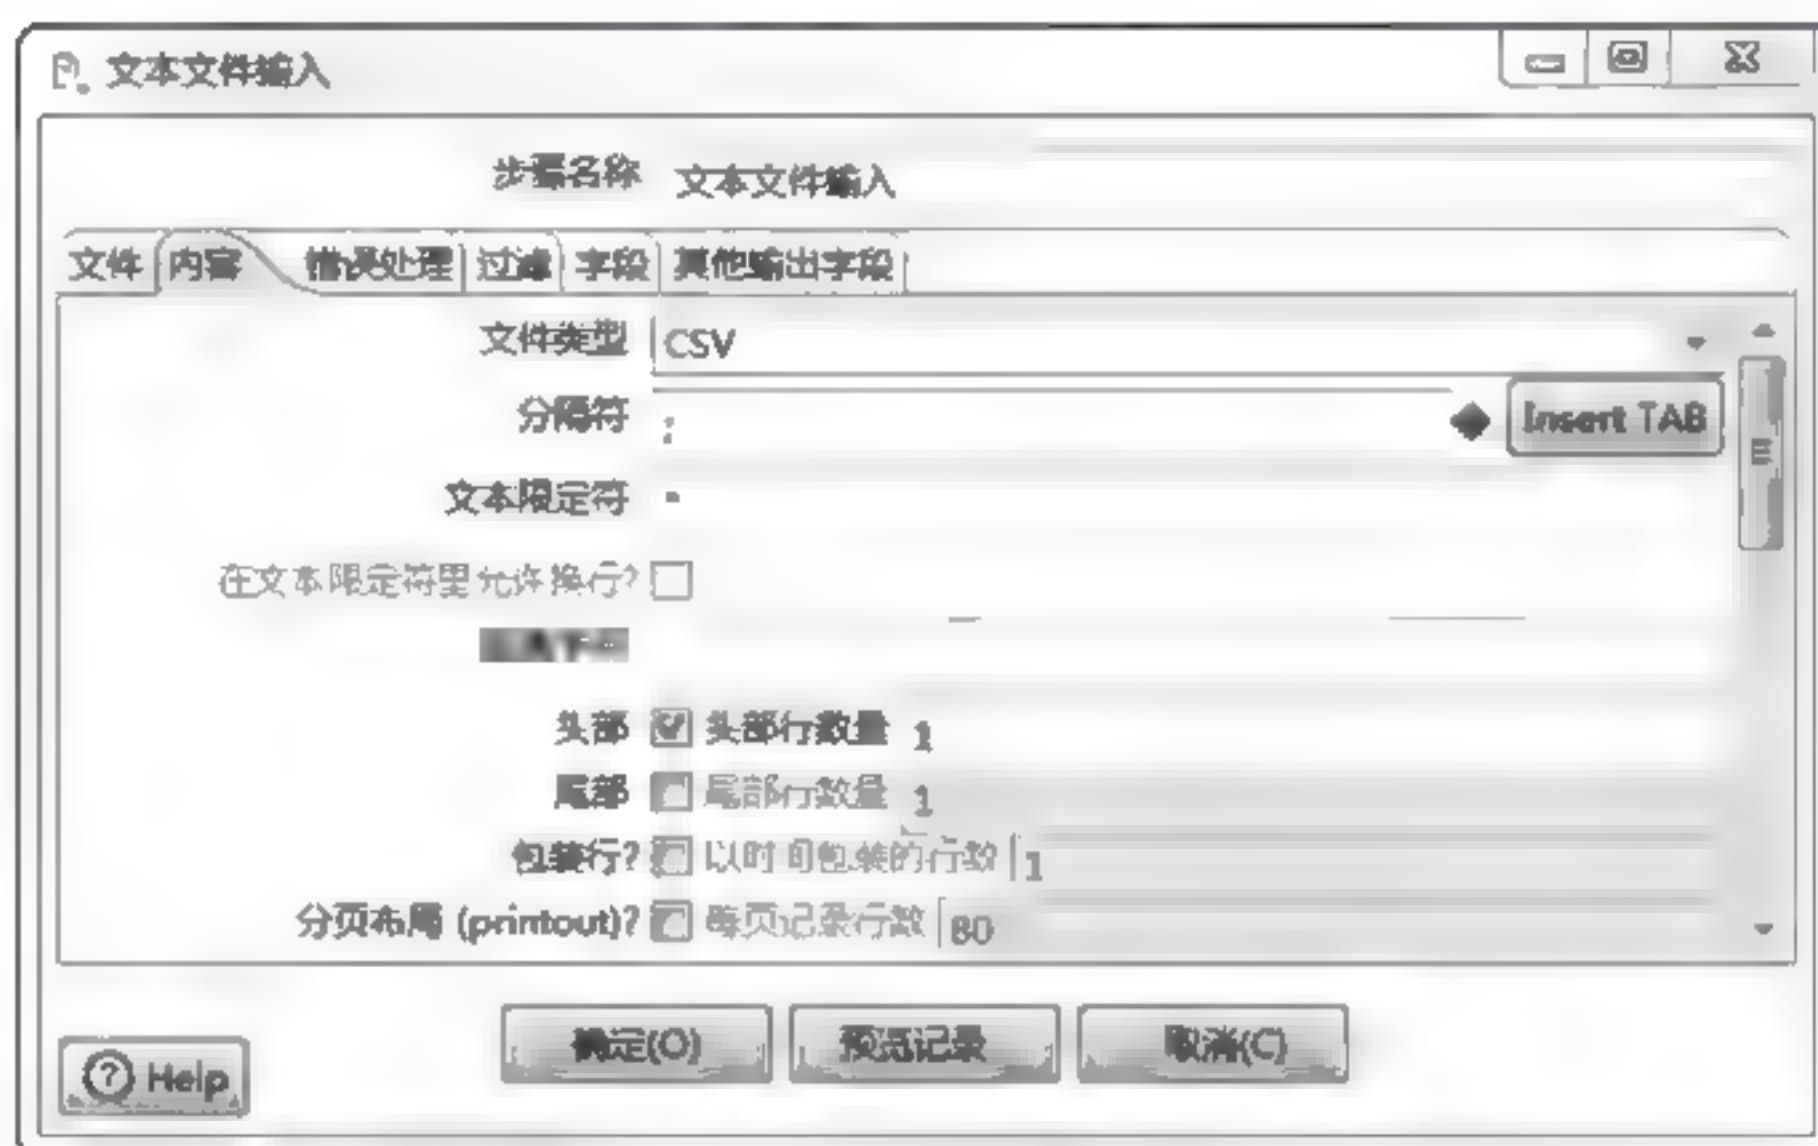 文本文件输入
步骤名称 文本文件输入
文件 内容 错误处理 过滤 字段 其他输出字段
文件类型 CSV
分隔符 ; Insert TAB
文本限定符 "
在文本限定符里允许换行?
头部 头部行数量 1
尾部 尾部行数量 1
包装行? 以时间包装的行数 1
分页布局 (printout)? 每页记录行数 80
确定(O) 预览记录 取消(C)
Help